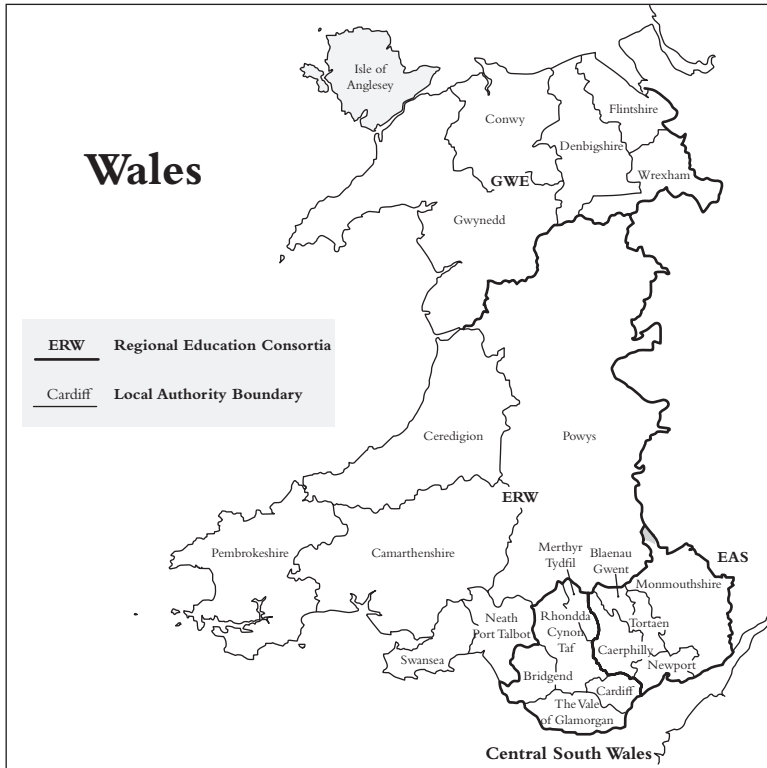 Isle of
Anglesey
Flintshire
Conwy
Denbigshire
Wales
Wrexham
GWE
Gwynedd
ERW Regional Education Consortia
Cardiff Local Authority Boundary
Ceredigion
Powys
ERW
Pembrokeshire
Camarthenshire
Merthyr
Tydfil
Blaenau
Gwent
EAS
Monmouthshire
Neath
Port Talbot
Rhondda
Cynon
Taf
Tortaen
Caerphilly
Newport
Swansea
Bridgend
Cardiff
The Vale
of Glamorgan
Central South Wales